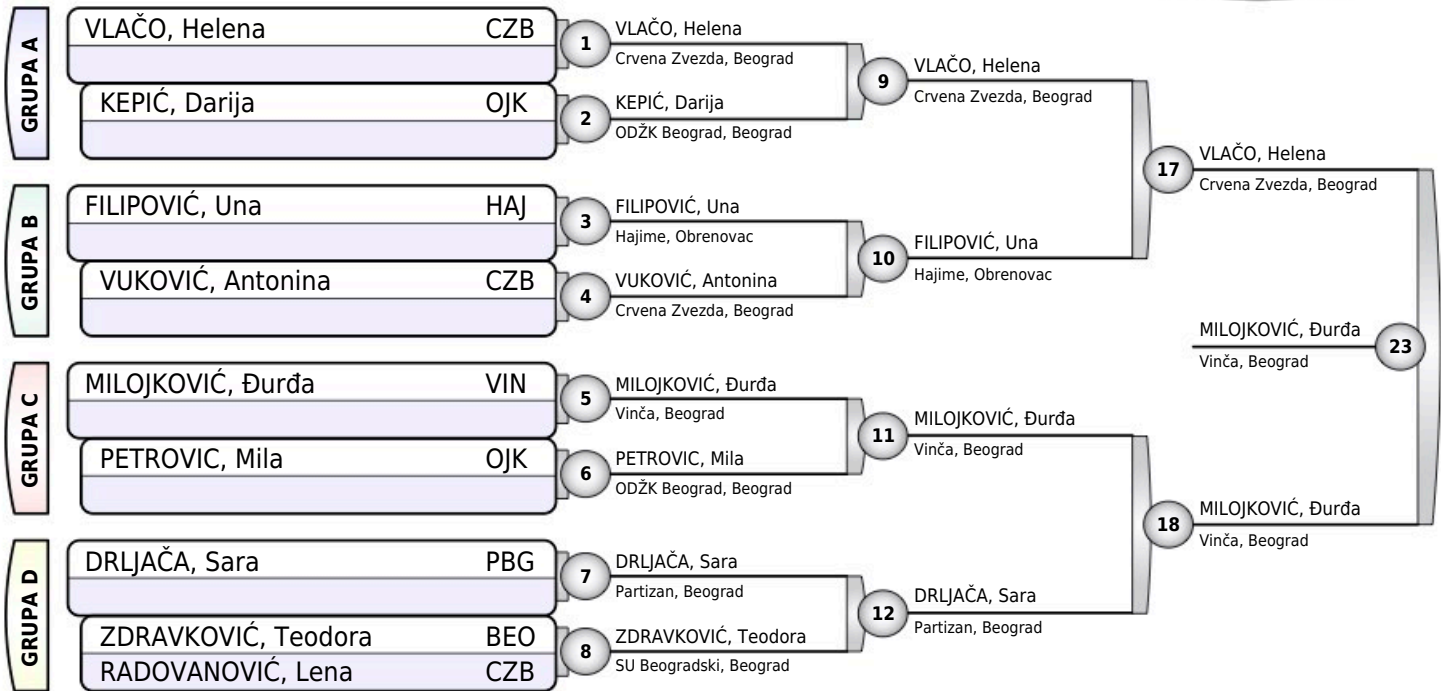 GRUPA A
VLAČO, Helena CZB
KEPIĆ, Darija OJK
GRUPA B
FILIPOVIĆ, Una HAJ
VUKOVIĆ, Antonina CZB
GRUPA C
MILOJKOVIĆ, Đurđa VIN
PETROVIC, Mila OJK
GRUPA D
DRLJAČA, Sara PBG
ZDRAVKOVIĆ, Teodora BEO
RADOVANOVIĆ, Lena CZB
1
VLAČO, Helena
Crvena Zvezda, Beograd
2
KEPIĆ, Darija
ODŽK Beograd, Beograd
3
FILIPOVIĆ, Una
Hajime, Obrenovac
4
VUKOVIĆ, Antonina
Crvena Zvezda, Beograd
5
MILOJKOVIĆ, Đurđa
Vinča, Beograd
6
PETROVIC, Mila
ODŽK Beograd, Beograd
7
DRLJAČA, Sara
Partizan, Beograd
8
ZDRAVKOVIĆ, Teodora
SU Beogradski, Beograd
9
VLAČO, Helena
Crvena Zvezda, Beograd
10
FILIPOVIĆ, Una
Hajime, Obrenovac
11
MILOJKOVIĆ, Đurđa
Vinča, Beograd
12
DRLJAČA, Sara
Partizan, Beograd
17
VLAČO, Helena
Crvena Zvezda, Beograd
18
MILOJKOVIĆ, Đurđa
Vinča, Beograd
MILOJKOVIĆ, Đurđa
Vinča, Beograd
23